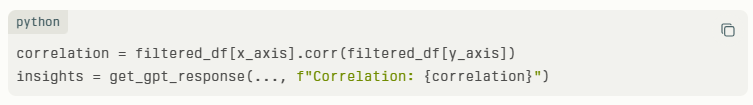 python
correlation = filtered_df[x_axis].corr(filtered_df[y_axis])
insights = get_gpt_response(..., f"Correlation: {correlation}")